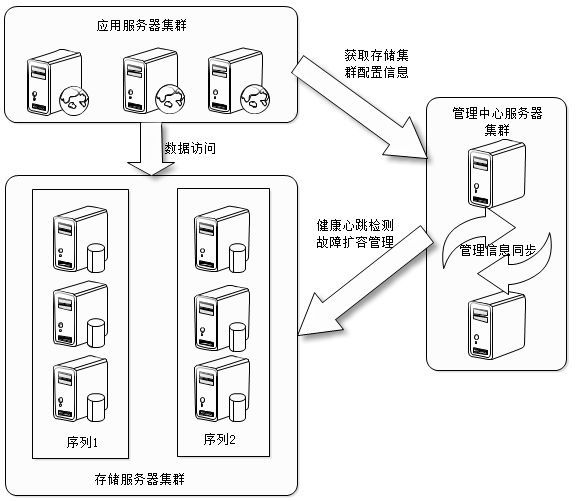 应用服务器集群
获取存储集
群配置信息
管理中心服务器
集群
数据访问
健康心跳检测
故障扩容管理
管理信息同步
序列1
序列2
存储服务器集群